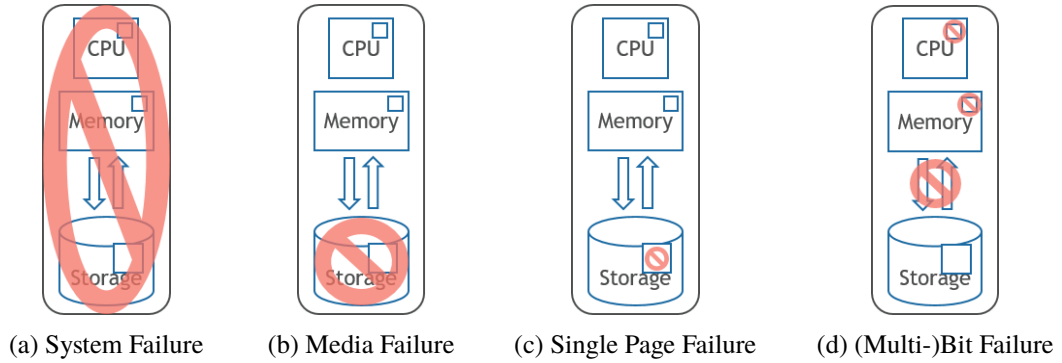 CPU
Memory
Storage
(a) System Failure
CPU
Memory
Storage
(b) Media Failure
CPU
Memory
Storage
(c) Single Page Failure
CPU
Memory
Storage
(d) (Multi-)Bit Failure